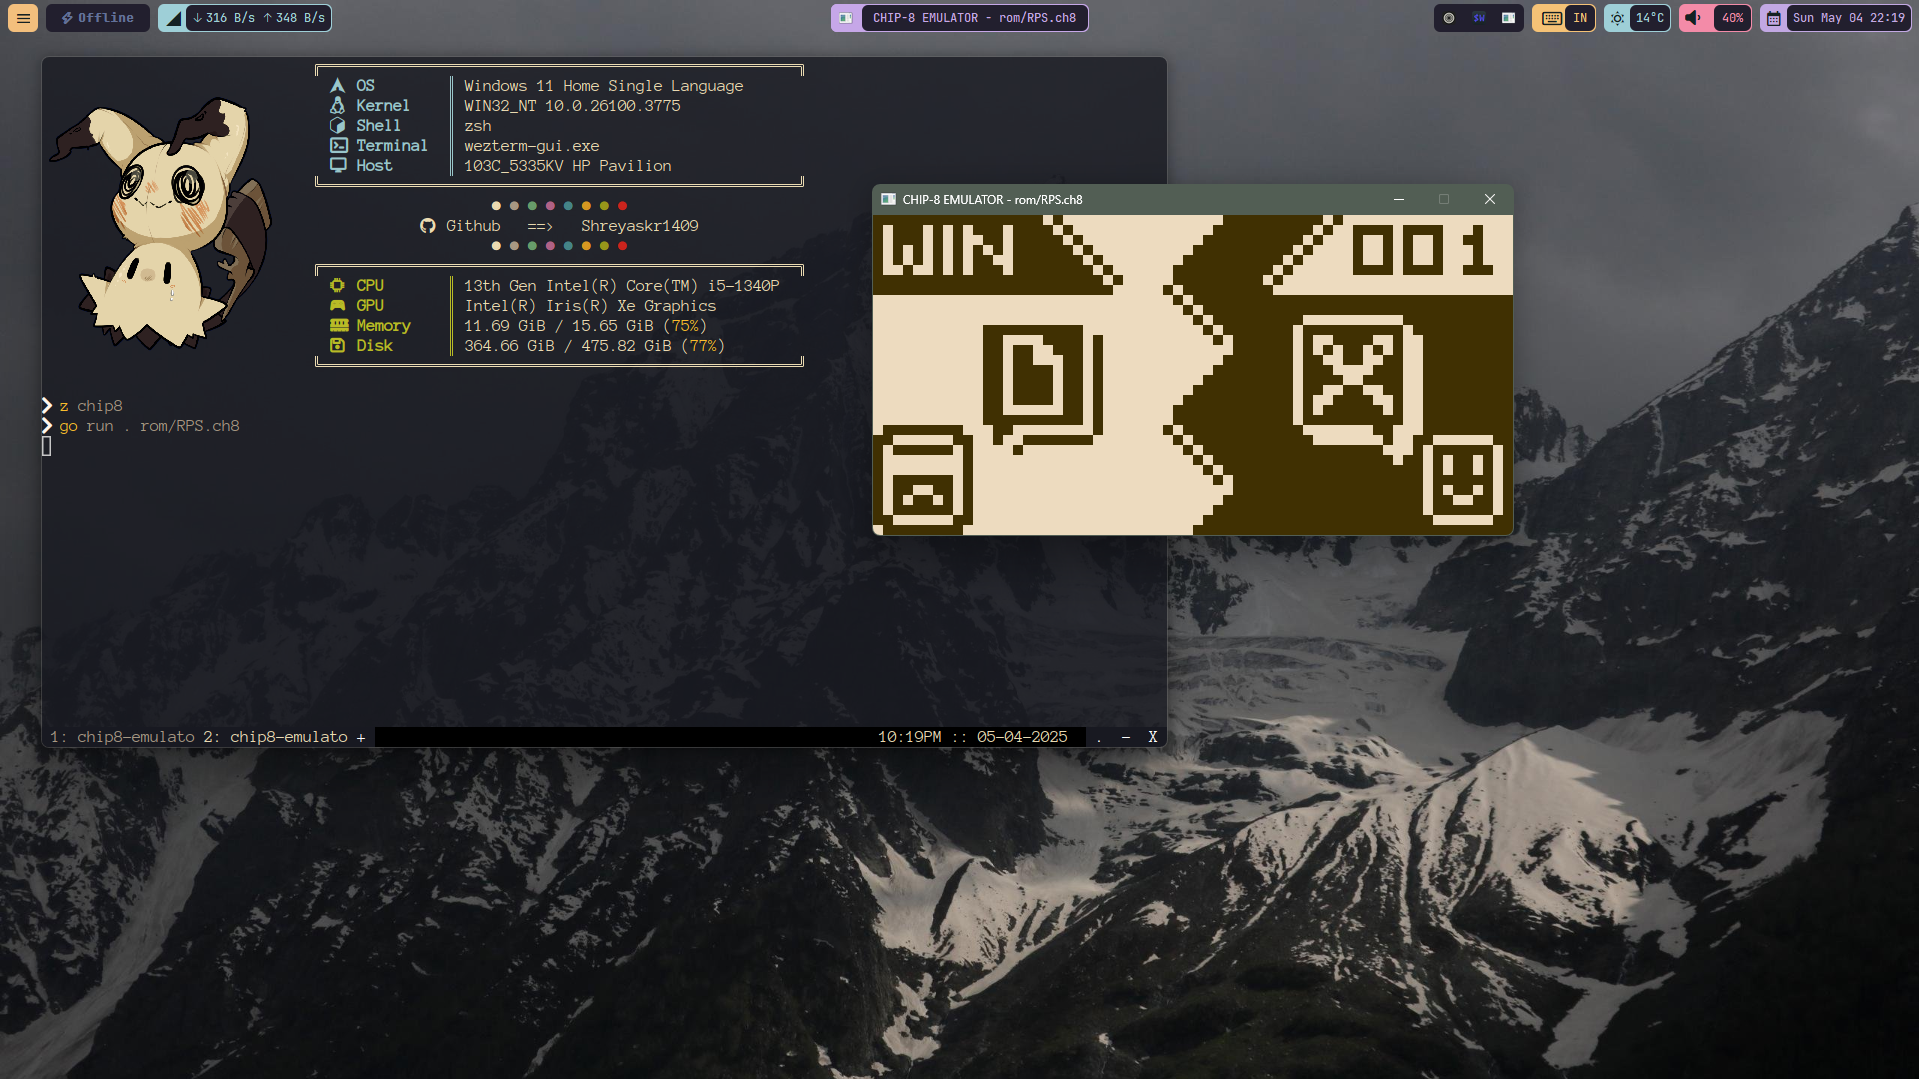 Offline
↓ 316 B/s ↑ 348 B/s
CHIP-8 EMULATOR - rom/RPS.ch8
SW
IN
14°C
40%
Sun May 04 22:19
OS Windows 11 Home Single Language
Kernel WIN32_NT 10.0.26100.3775
Shell zsh
Terminal wezterm-gui.exe
Host 103C_5335KV HP Pavilion
Github ==> Shreyaskr1409
CPU 13th Gen Intel(R) Core(TM) i5-1340P
GPU Intel(R) Iris(R) Xe Graphics
Memory 11.69 GiB / 15.65 GiB (75%)
Disk 364.66 GiB / 475.82 GiB (77%)
❯ z chip8
❯ go run . rom/RPS.ch8
1: chip8-emulato 2: chip8-emulato + 10:19PM :: 05-04-2025 . - X
CHIP-8 EMULATOR - rom/RPS.ch8
WIN 001